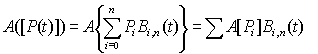 A([P(t)]) = A{∑_{i=0}^{n} P_i B_{i,n}(t)} = ∑ A[P_i]B_{i,n}(t)